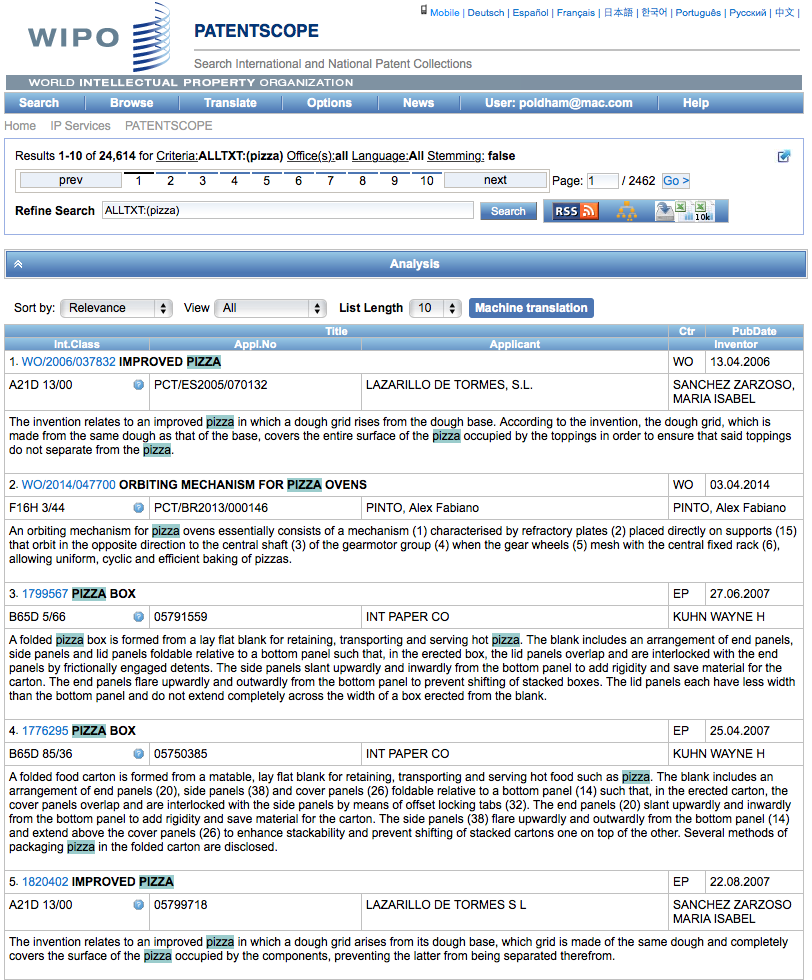 Mobile | Deutsch | Español | Français | 日本語 | 한국어 | Português | Русский | 中文 |
WIPO
PATENTSCOPE
Search International and National Patent Collections
WORLD INTELLECTUAL PROPERTY ORGANIZATION
Search Browse Translate Options News User: poldham@mac.com Help
Home IP Services PATENTSCOPE
Results 1-10 of 24,614 for Criteria:ALLTXT:(pizza) Office(s):all Language:All Stemming: false
prev 1 2 3 4 5 6 7 8 9 10 next Page: 1 / 2462 Go >
Refine Search ALLTXT:(pizza) Search RSS 10k
Analysis
Sort by: Relevance View All List Length 10 Machine translation
Title Ctr PubDate
Int.Class Appl.No Applicant Inventor
1. WO/2006/037832 IMPROVED PIZZA WO 13.04.2006
A21D 13/00 ? PCT/ES2005/070132 LAZARILLO DE TORMES, S.L. SANCHEZ ZARZOSO,
MARIA ISABEL
The invention relates to an improved pizza in which a dough grid rises from the dough base. According to the invention, the dough grid, which is
made from the same dough as that of the base, covers the entire surface of the pizza occupied by the toppings in order to ensure that said toppings
do not separate from the pizza.
2. WO/2014/047700 ORBITING MECHANISM FOR PIZZA OVENS WO 03.04.2014
F16H 3/44 ? PCT/BR2013/000146 PINTO, Alex Fabiano PINTO, Alex Fabiano
An orbiting mechanism for pizza ovens essentially consists of a mechanism (1) characterised by refractory plates (2) placed directly on supports (15)
that orbit in the opposite direction to the central shaft (3) of the gearmotor group (4) when the gear wheels (5) mesh with the central fixed rack (6),
allowing uniform, cyclic and efficient baking of pizzas.
3. 1799567 PIZZA BOX EP 27.06.2007
B65D 5/66 ? 05791559 INT PAPER CO KUHN WAYNE H
A folded pizza box is formed from a lay flat blank for retaining, transporting and serving hot pizza. The blank includes an arrangement of end panels,
side panels and lid panels foldable relative to a bottom panel such that, in the erected box, the lid panels overlap and are interlocked with the end
panels by frictionally engaged detents. The side panels slant upwardly and inwardly from the bottom panel to add rigidity and save material for the
carton. The end panels flare upwardly and outwardly from the bottom panel to prevent shifting of stacked boxes. The lid panels each have less width
than the bottom panel and do not extend completely across the width of a box erected from the blank.
4. 1776295 PIZZA BOX EP 25.04.2007
B65D 85/36 ? 05750385 INT PAPER CO KUHN WAYNE H
A folded food carton is formed from a matable, lay flat blank for retaining, transporting and serving hot food such as pizza. The blank includes an
arrangement of end panels (20), side panels (38) and cover panels (26) foldable relative to a bottom panel (14) such that, in the erected carton, the
cover panels overlap and are interlocked with the side panels by means of offset locking tabs (32). The end panels (20) slant upwardly and inwardly
from the bottom panel to add rigidity and save material for the carton. The side panels (38) flare upwardly and outwardly from the bottom panel (14)
and extend above the cover panels (26) to enhance stackability and prevent shifting of stacked cartons one on top of the other. Several methods of
packaging pizza in the folded carton are disclosed.
5. 1820402 IMPROVED PIZZA EP 22.08.2007
A21D 13/00 ? 05799718 LAZARILLO DE TORMES S L SANCHEZ ZARZOSO
MARIA ISABEL
The invention relates to an improved pizza in which a dough grid arises from its dough base, which grid is made of the same dough and completely
covers the surface of the pizza occupied by the components, preventing the latter from being separated therefrom.